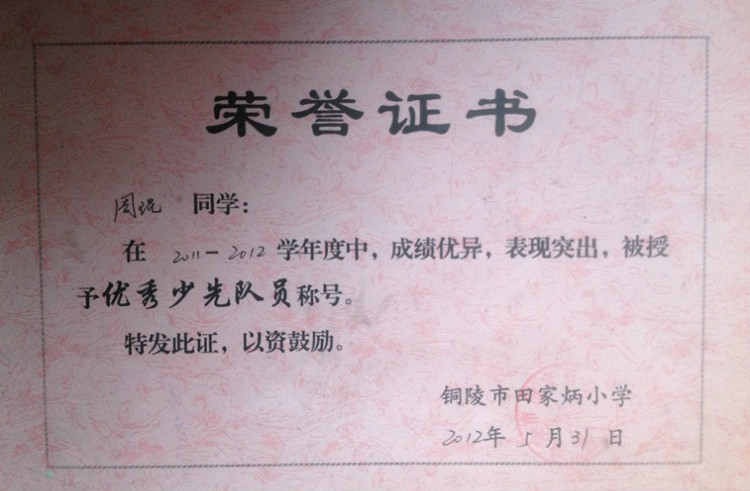 荣誉证书
周琨 同学：
在 2011-2012 学年度中，成绩优异，表现突出，被授
予优秀少先队员称号。
特发此证，以资鼓励。
铜陵市田家炳小学
2012年 5 月 31 日